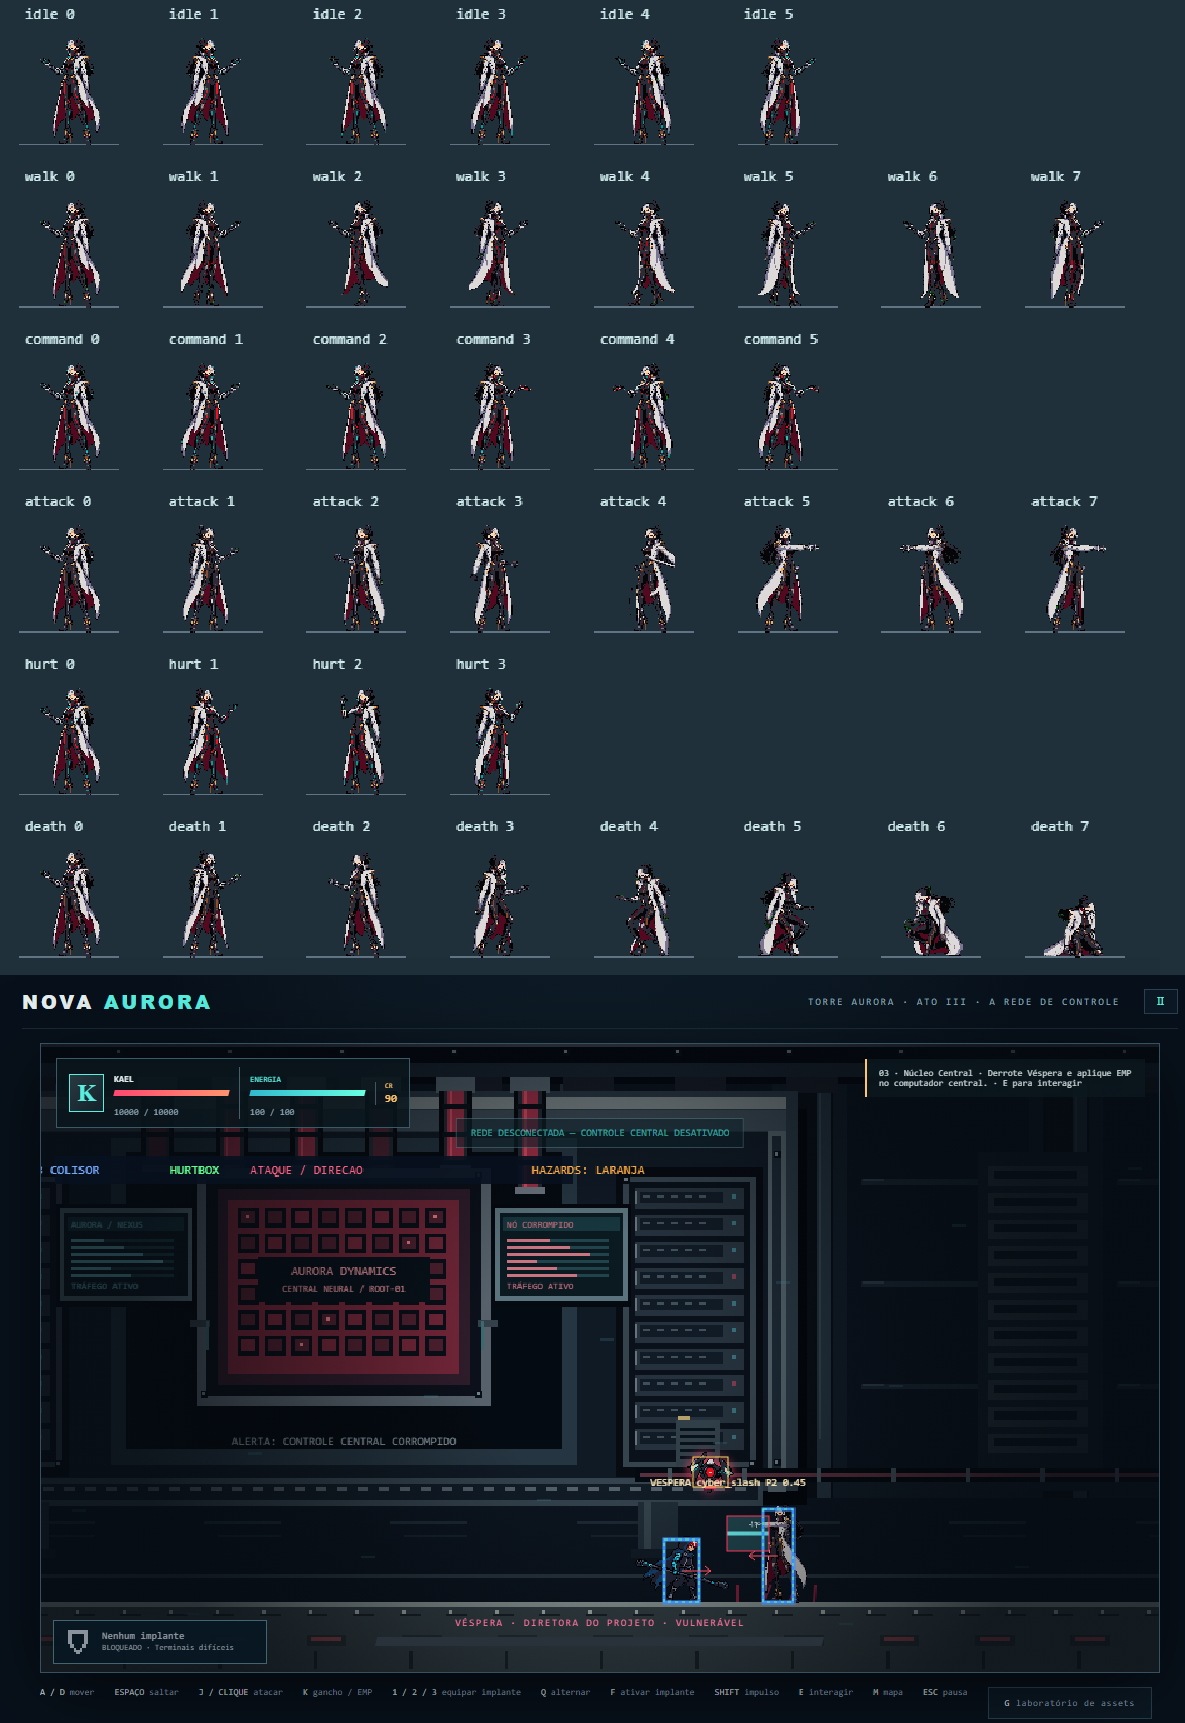 idle 0 idle 1 idle 2 idle 3 idle 4 idle 5
walk 0 walk 1 walk 2 walk 3 walk 4 walk 5 walk 6 walk 7
command 0 command 1 command 2 command 3 command 4 command 5
attack 0 attack 1 attack 2 attack 3 attack 4 attack 5 attack 6 attack 7
hurt 0 hurt 1 hurt 2 hurt 3
death 0 death 1 death 2 death 3 death 4 death 5 death 6 death 7
NOVA AURORA
TORRE AURORA · ATO III · A REDE DE CONTROLE
II
K
KAEL
10000 / 10000
ENERGIA
100 / 100
CR
90
03 · Núcleo Central · Derrote Véspera e aplique EMP
no computador central. · E para interagir
REDE DESCONECTADA — CONTROLE CENTRAL DESATIVADO
COLISOR HURTBOX ATAQUE / DIRECAO HAZARDS: LARANJA
AURORA / NEXUS
TRÁFEGO ATIVO
AURORA DYNAMICS
CENTRAL NEURAL / ROOT-01
NÓ CORROMPIDO
TRÁFEGO ATIVO
ALERTA: CONTROLE CENTRAL CORROMPIDO
VESPERA cyber_slash P2 0.45
VÉSPERA · DIRETORA DO PROJETO · VULNERÁVEL
Nenhum implante
BLOQUEADO · Terminais difíceis
A / D mover ESPAÇO saltar J / CLIQUE atacar K gancho / EMP 1 / 2 / 3 equipar implante Q alternar F ativar implante SHIFT impulso E interagir M mapa ESC pausa
G laboratório de assets